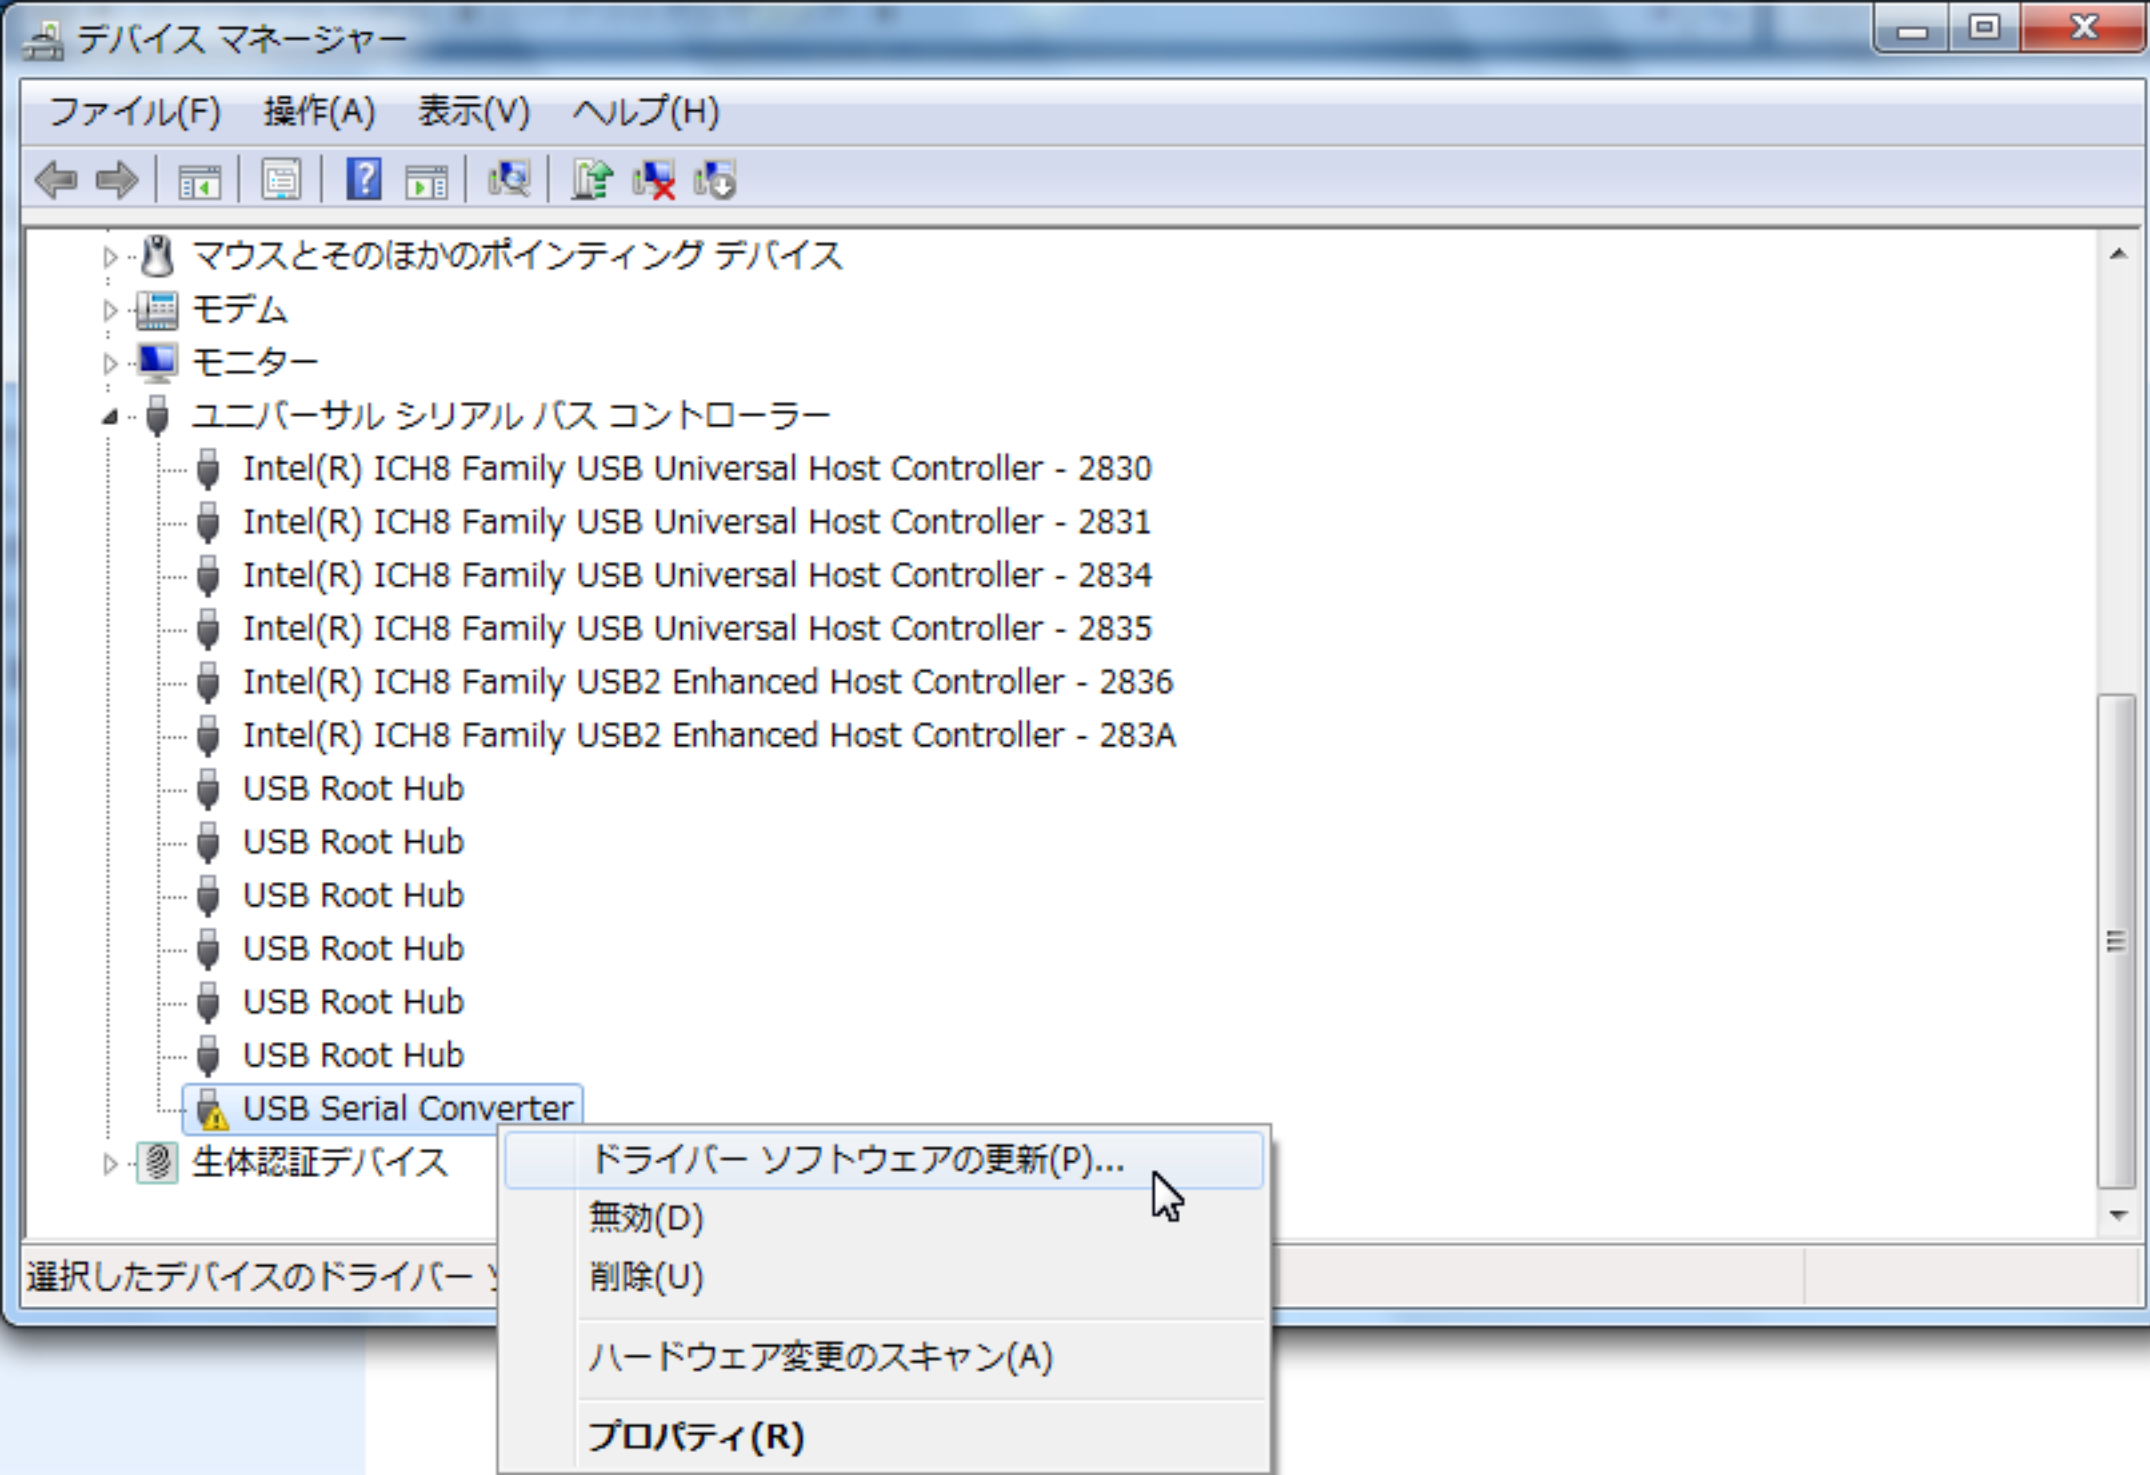 デバイス マネージャー
ファイル(F) 操作(A) 表示(V) ヘルプ(H)
マウスとそのほかのポインティング デバイス
モデム
モニター
ユニバーサル シリアル バス コントローラー
Intel(R) ICH8 Family USB Universal Host Controller - 2830
Intel(R) ICH8 Family USB Universal Host Controller - 2831
Intel(R) ICH8 Family USB Universal Host Controller - 2834
Intel(R) ICH8 Family USB Universal Host Controller - 2835
Intel(R) ICH8 Family USB2 Enhanced Host Controller - 2836
Intel(R) ICH8 Family USB2 Enhanced Host Controller - 283A
USB Root Hub
USB Root Hub
USB Root Hub
USB Root Hub
USB Root Hub
USB Root Hub
USB Serial Converter
生体認証デバイス
ドライバー ソフトウェアの更新(P)...
無効(D)
削除(U)
ハードウェア変更のスキャン(A)
プロパティ(R)
選択したデバイスのドライバー